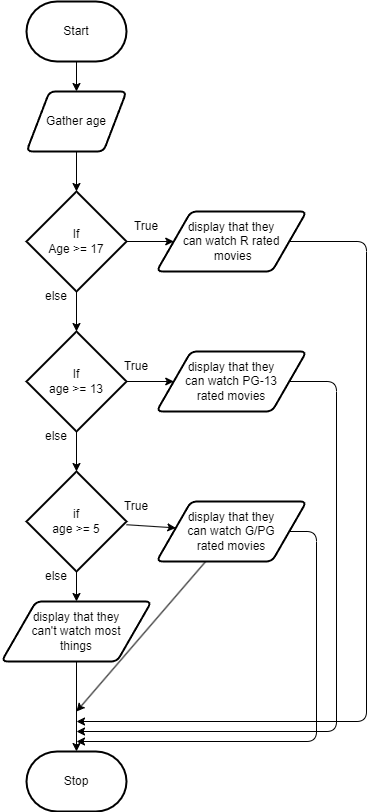 Start
Gather age
If
Age >= 17
True
display that they
can watch R rated
movies
else
If
age >= 13
True
display that they
can watch PG-13
rated movies
else
if
age >= 5
True
display that they
can watch G/PG
rated movies
else
display that they
can't watch most
things
Stop